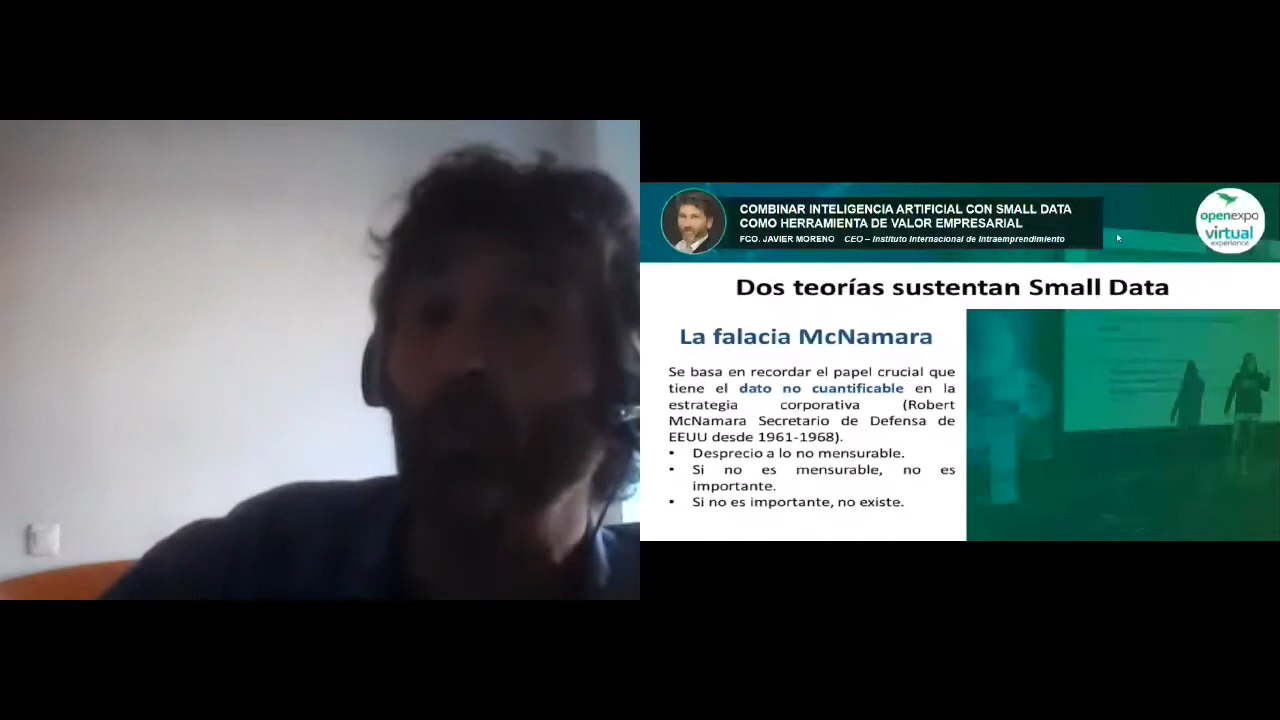 COMBINAR INTELIGENCIA ARTIFICIAL CON SMALL DATA
COMO HERRAMIENTA DE VALOR EMPRESARIAL
FCO. JAVIER MORENO CEO – Instituto Internacional de Intraemprendimiento
openexpo
virtual
experience
Dos teorías sustentan Small Data
La falacia McNamara
Se basa en recordar el papel crucial que
tiene el dato no cuantificable en la
estrategia corporativa (Robert
McNamara Secretario de Defensa de
EEUU desde 1961-1968).
• Desprecio a lo no mensurable.
• Si no es mensurable, no es
importante.
• Si no es importante, no existe.